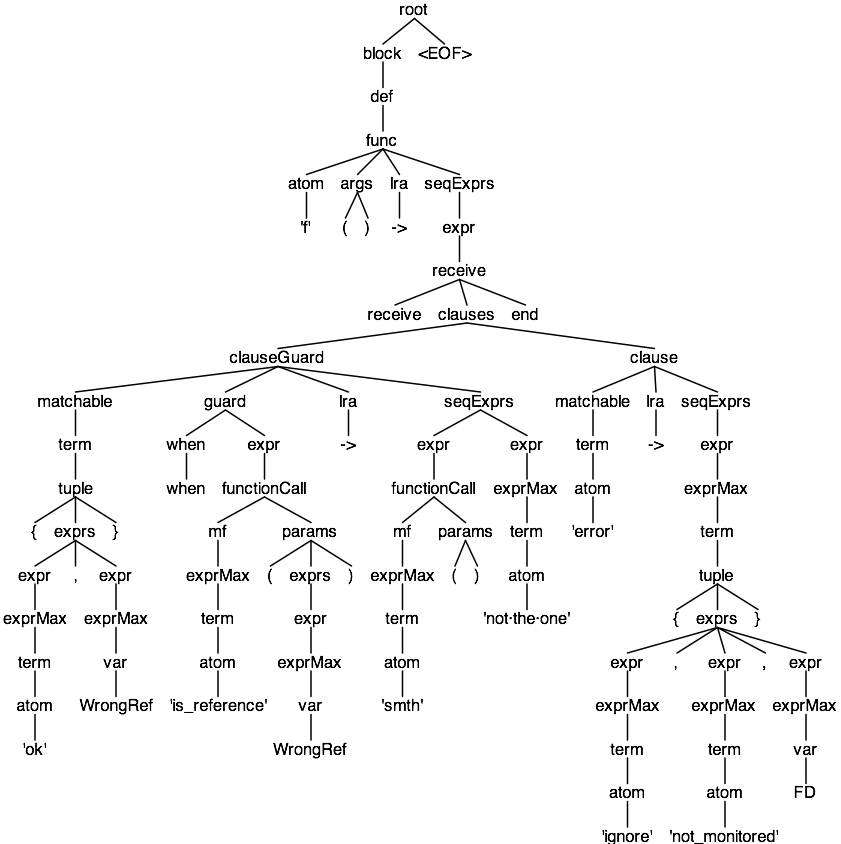 root
block <EOF>
def
func
atom args lra seqExprs
'f' ( ) -> expr
receive
receive clauses end
clauseGuard clause
matchable guard lra seqExprs matchable lra seqExprs
term when expr -> expr expr term -> expr
tuple when functionCall functionCall exprMax atom exprMax
{ exprs } mf params mf params term 'error' term
expr , expr exprMax ( exprs ) exprMax ( ) atom tuple
exprMax exprMax term expr term 'not·the·one' { exprs }
term var atom exprMax atom expr , expr , expr
atom WrongRef 'is_reference' var 'smth' exprMax exprMax exprMax
'ok' WrongRef term term var
atom atom FD
'ignore' 'not_monitored'